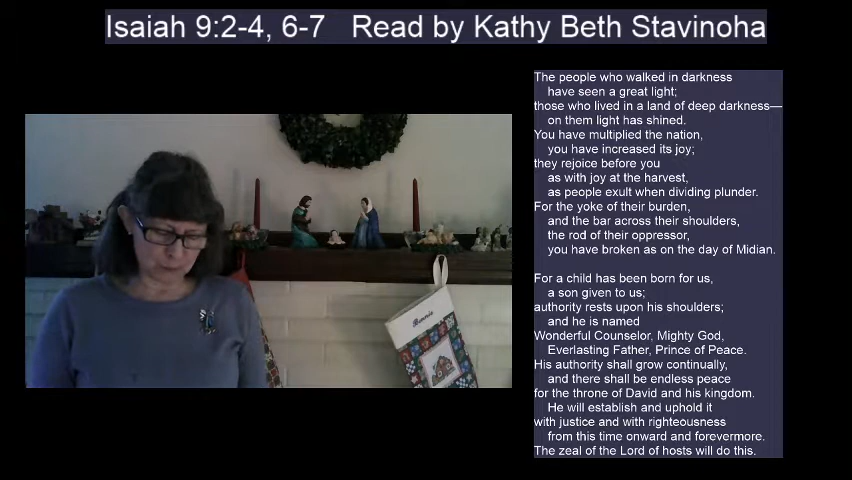 Isaiah 9:2-4, 6-7 Read by Kathy Beth Stavinoha
The people who walked in darkness
have seen a great light;
those who lived in a land of deep darkness—
on them light has shined.
You have multiplied the nation,
you have increased its joy;
they rejoice before you
as with joy at the harvest,
as people exult when dividing plunder.
For the yoke of their burden,
and the bar across their shoulders,
the rod of their oppressor,
you have broken as on the day of Midian.
For a child has been born for us,
a son given to us;
authority rests upon his shoulders;
and he is named
Wonderful Counselor, Mighty God,
Everlasting Father, Prince of Peace.
His authority shall grow continually,
and there shall be endless peace
for the throne of David and his kingdom.
He will establish and uphold it
with justice and with righteousness
from this time onward and forevermore.
The zeal of the Lord of hosts will do this.
Bonnie